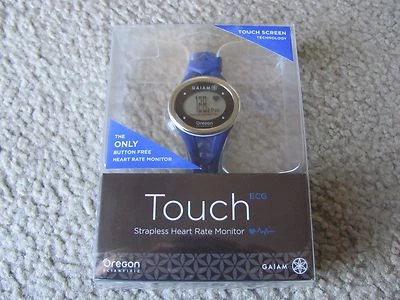 TOUCH SCREEN
TECHNOLOGY
GAIAM
128
Oregon
THE
ONLY
BUTTON FREE
HEART RATE MONITOR
Touch ECG
Strapless Heart Rate Monitor
Oregon
SCIENTIFIC
GAIAM